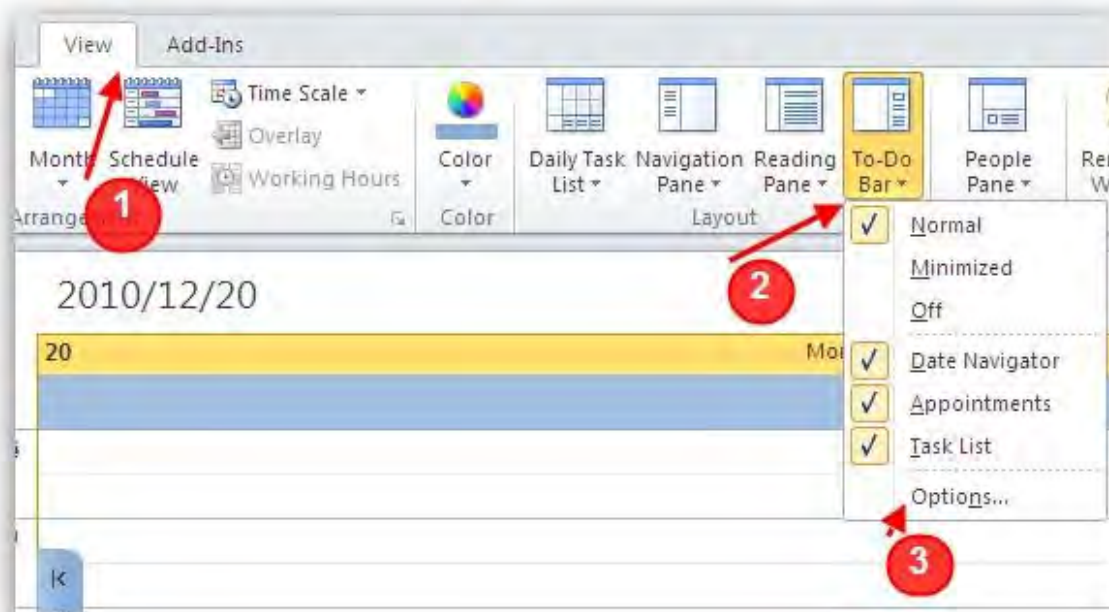 View Add-Ins
Time Scale
Overlay
Working Hours
Month
Schedule View
Color
Daily Task List
Navigation Pane
Reading Pane
To-Do Bar
People Pane
Color
Layout
1
2
Normal
Minimized
Off
Date Navigator
Appointments
Task List
Options...
3
2010/12/20
20